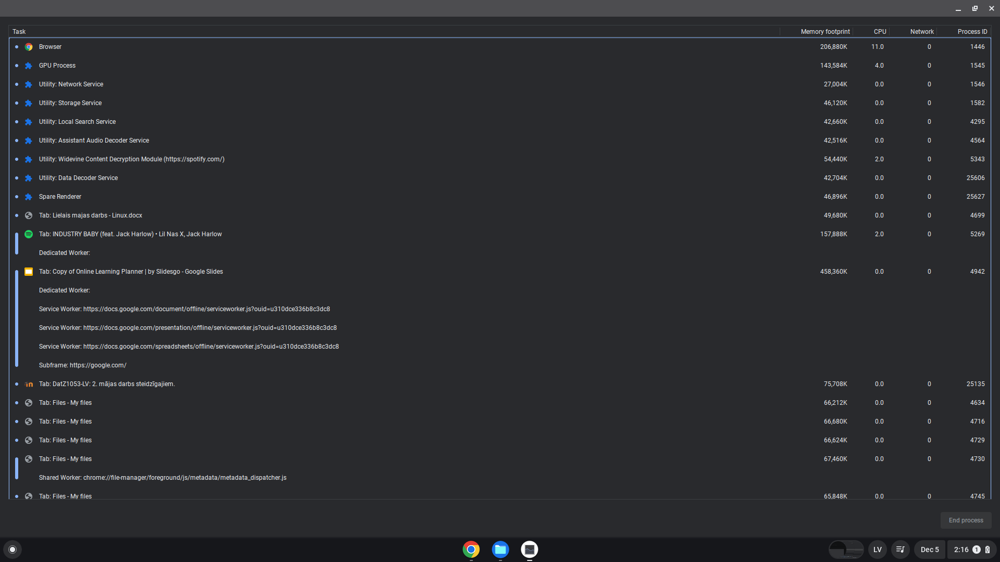 Task Memory footprint CPU Network Process ID
Browser 206,880K 11.0 0 1446
GPU Process 143,584K 4.0 0 1545
Utility: Network Service 27,004K 0.0 0 1546
Utility: Storage Service 46,120K 0.0 0 1582
Utility: Local Search Service 42,660K 0.0 0 4295
Utility: Assistant Audio Decoder Service 42,516K 0.0 0 4564
Utility: Widevine Content Decryption Module (https://spotify.com/) 54,440K 2.0 0 5343
Utility: Data Decoder Service 42,704K 0.0 0 25606
Spare Renderer 46,896K 0.0 0 25627
Tab: Lielais majas darbs - Linux.docx 49,680K 0.0 0 4699
Tab: INDUSTRY BABY (feat. Jack Harlow) • Lil Nas X, Jack Harlow 157,888K 2.0 0 5269
Dedicated Worker:
Tab: Copy of Online Learning Planner | by Slidesgo - Google Slides 458,360K 0.0 0 4942
Dedicated Worker:
Service Worker: https://docs.google.com/document/offline/serviceworker.js?ouid=u310dce336b8c3dc8
Service Worker: https://docs.google.com/presentation/offline/serviceworker.js?ouid=u310dce336b8c3dc8
Service Worker: https://docs.google.com/spreadsheets/offline/serviceworker.js?ouid=u310dce336b8c3dc8
Subframe: https://google.com/
Tab: DatZ1053-LV: 2. mājas darbs steidzīgajiem. 75,708K 0.0 0 25135
Tab: Files - My files 66,212K 0.0 0 4634
Tab: Files - My files 66,680K 0.0 0 4716
Tab: Files - My files 66,624K 0.0 0 4729
Tab: Files - My files 67,460K 0.0 0 4730
Shared Worker: chrome://file-manager/foreground/js/metadata/metadata_dispatcher.js
Tab: Files - My files 65,848K 0.0 0 4745
End process
LV Dec 5 2:16 1